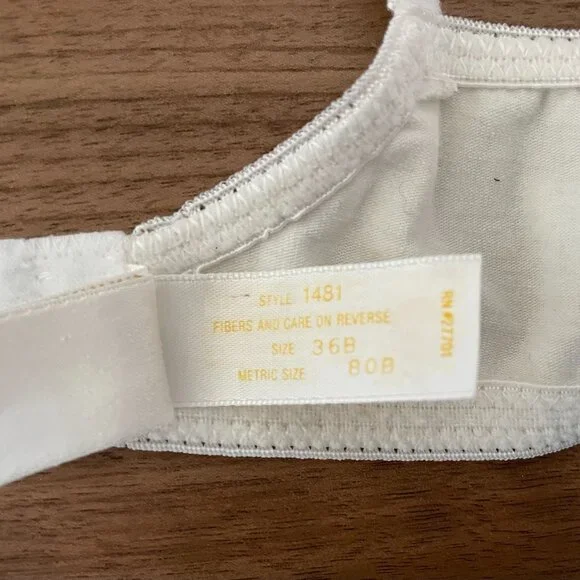 STYLE 1481
FIBERS AND CARE ON REVERSE
SIZE 36B
METRIC SIZE 80B
RN #27701